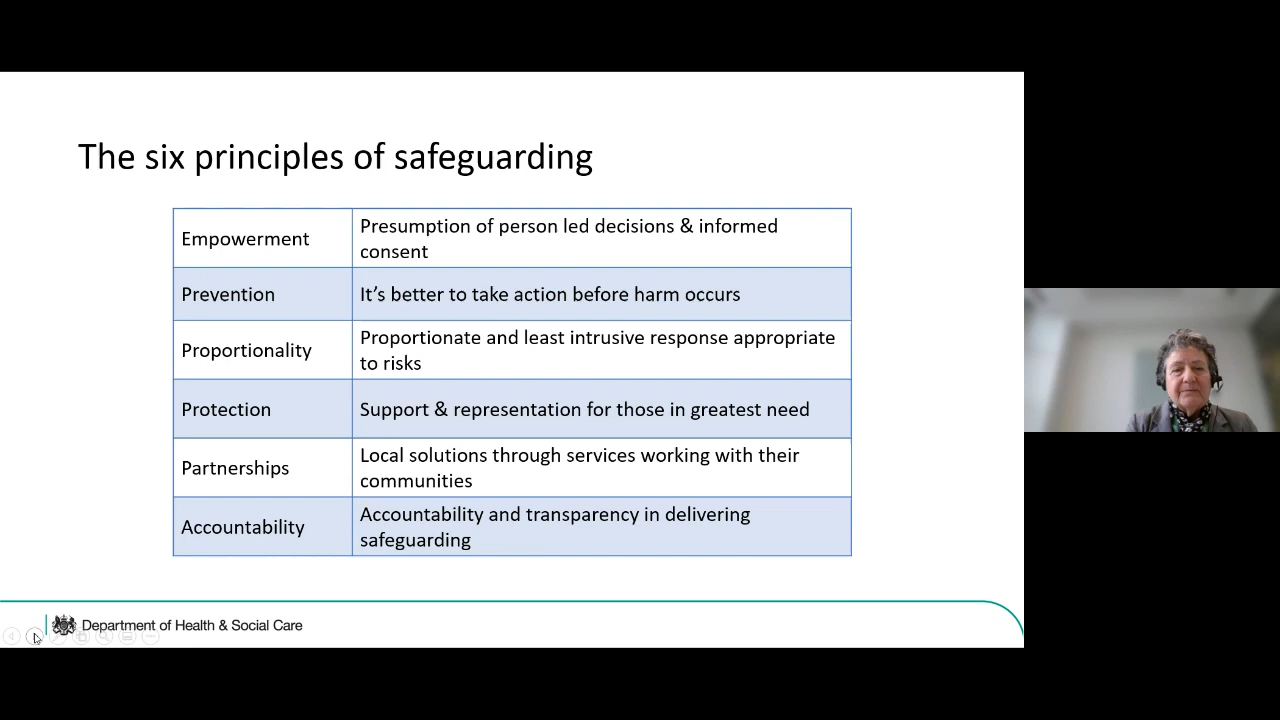 The six principles of safeguarding
Empowerment
Presumption of person led decisions & informed
consent
Prevention
It’s better to take action before harm occurs
Proportionality
Proportionate and least intrusive response appropriate
to risks
Protection
Support & representation for those in greatest need
Partnerships
Local solutions through services working with their
communities
Accountability
Accountability and transparency in delivering
safeguarding
Department of Health & Social Care